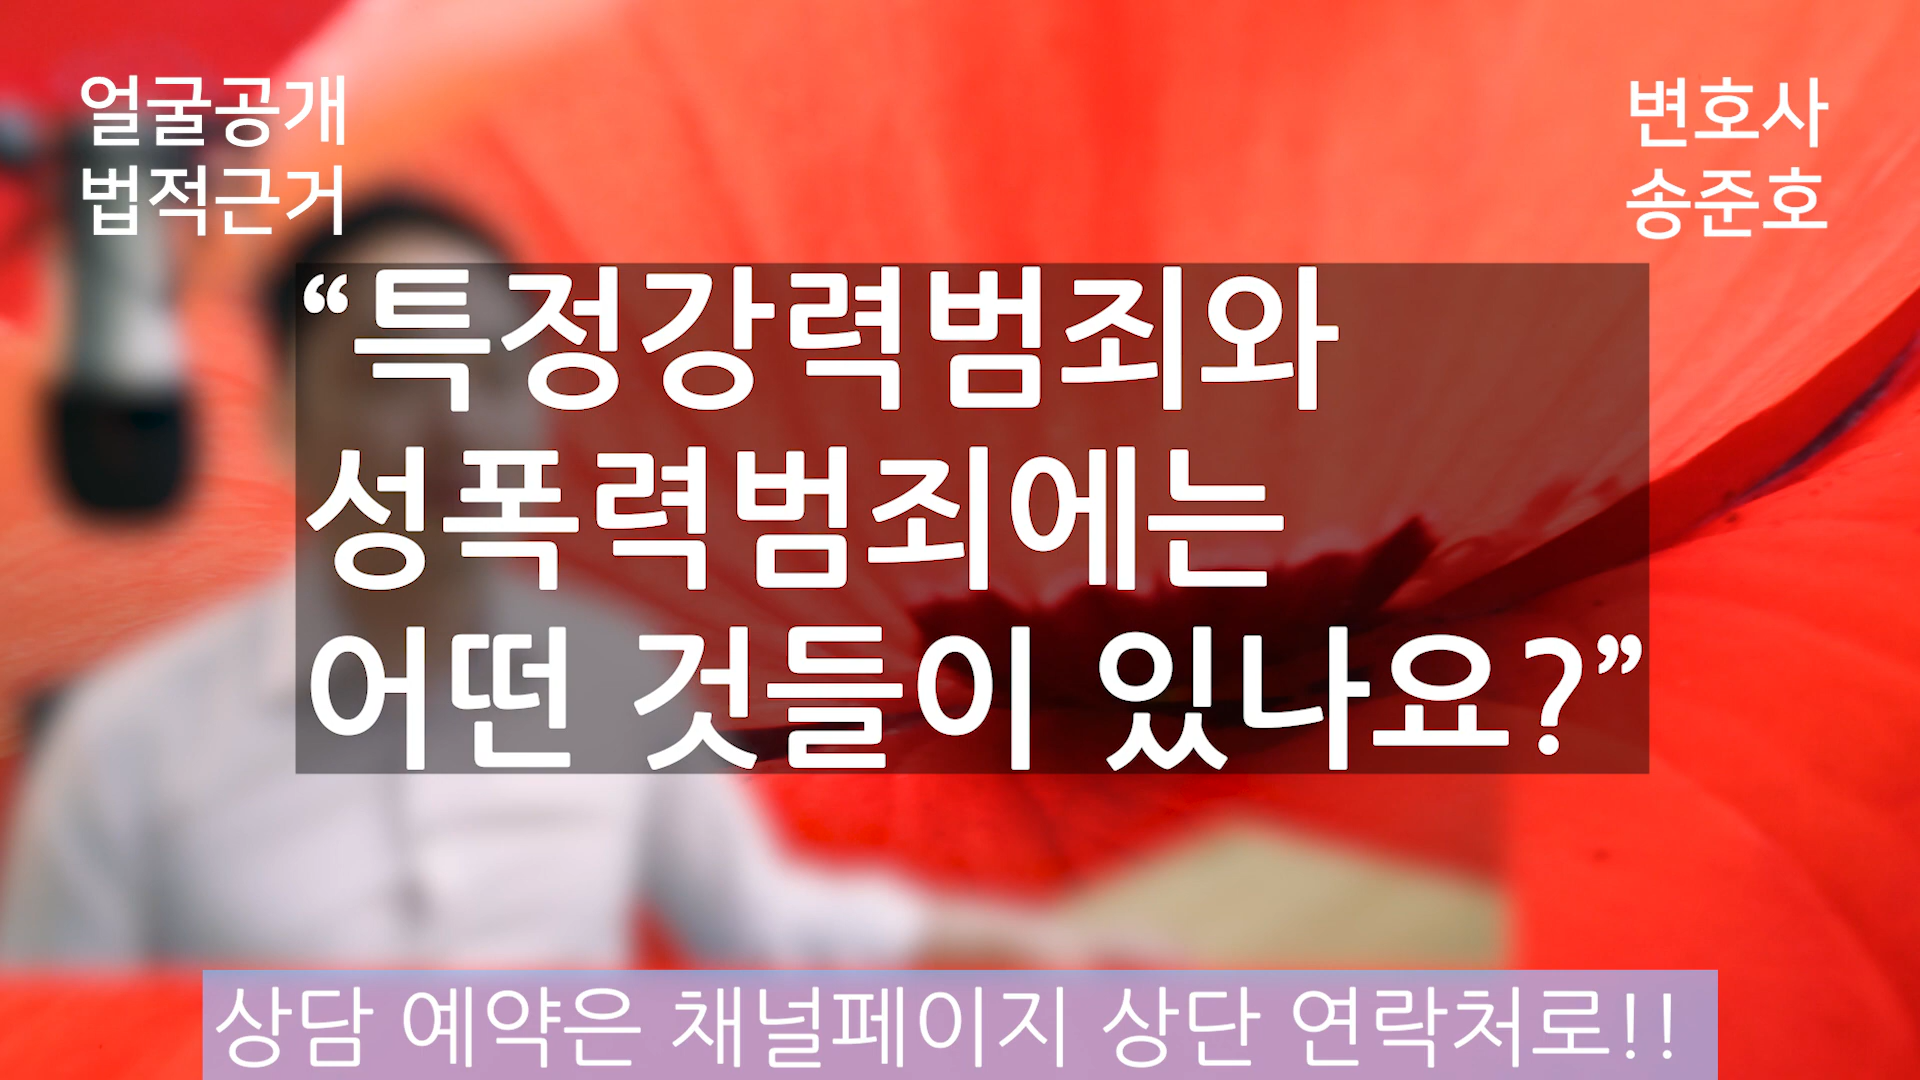 얼굴공개
법적근거
변호사
송준호
“특정강력범죄와
성폭력범죄에는
어떤 것들이 있나요?”
상담 예약은 채널페이지 상단 연락처로!!